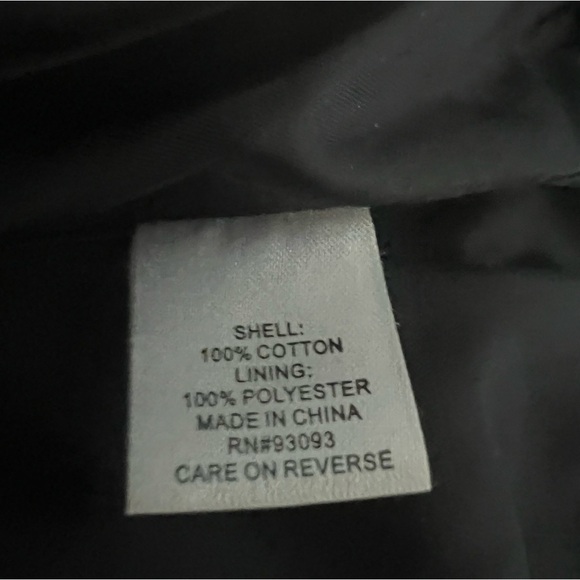 SHELL:
100% COTTON
LINING:
100% POLYESTER
MADE IN CHINA
RN#93093
CARE ON REVERSE